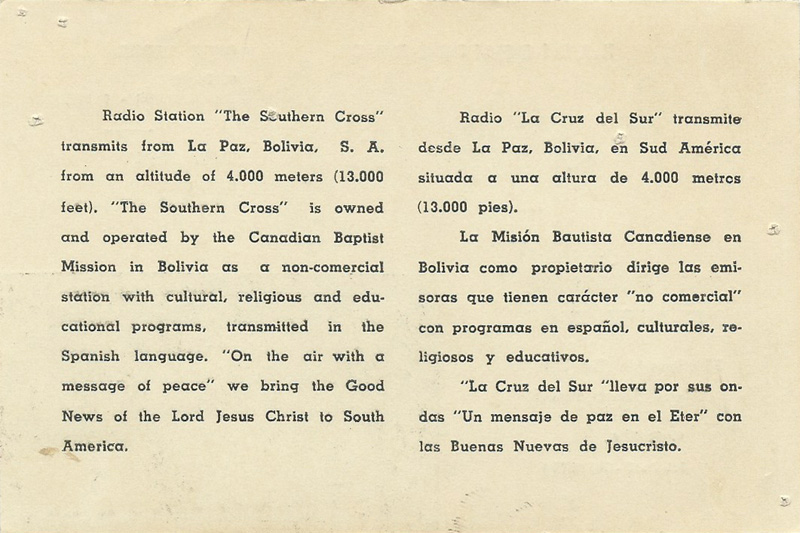 Radio Station "The Southern Cross"
transmits from La Paz, Bolivia, S. A.
from an altitude of 4.000 meters (13.000
feet). "The Southern Cross" is owned
and operated by the Canadian Baptist
Mission in Bolivia as a non-comercial
station with cultural, religious and edu-
cational programs, transmitted in the
Spanish language. "On the air with a
message of peace" we bring the Good
News of the Lord Jesus Christ to South
America.
Radio "La Cruz del Sur" transmite
desde La Paz, Bolivia, en Sud América
situada a una altura de 4.000 metros
(13.000 pies).
La Misión Bautista Canadiense en
Bolivia como propietario dirige las emi-
soras que tienen carácter "no comercial"
con programas en español, culturales, re-
ligiosos y educativos.
"La Cruz del Sur "lleva por sus on-
das "Un mensaje de paz en el Eter" con
las Buenas Nuevas de Jesucristo.